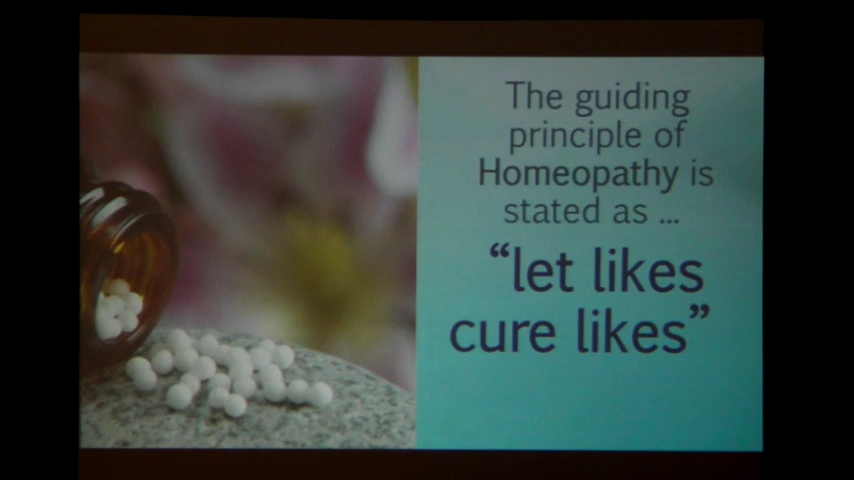 The guiding
principle of
Homeopathy is
stated as ...
“let likes
cure likes”